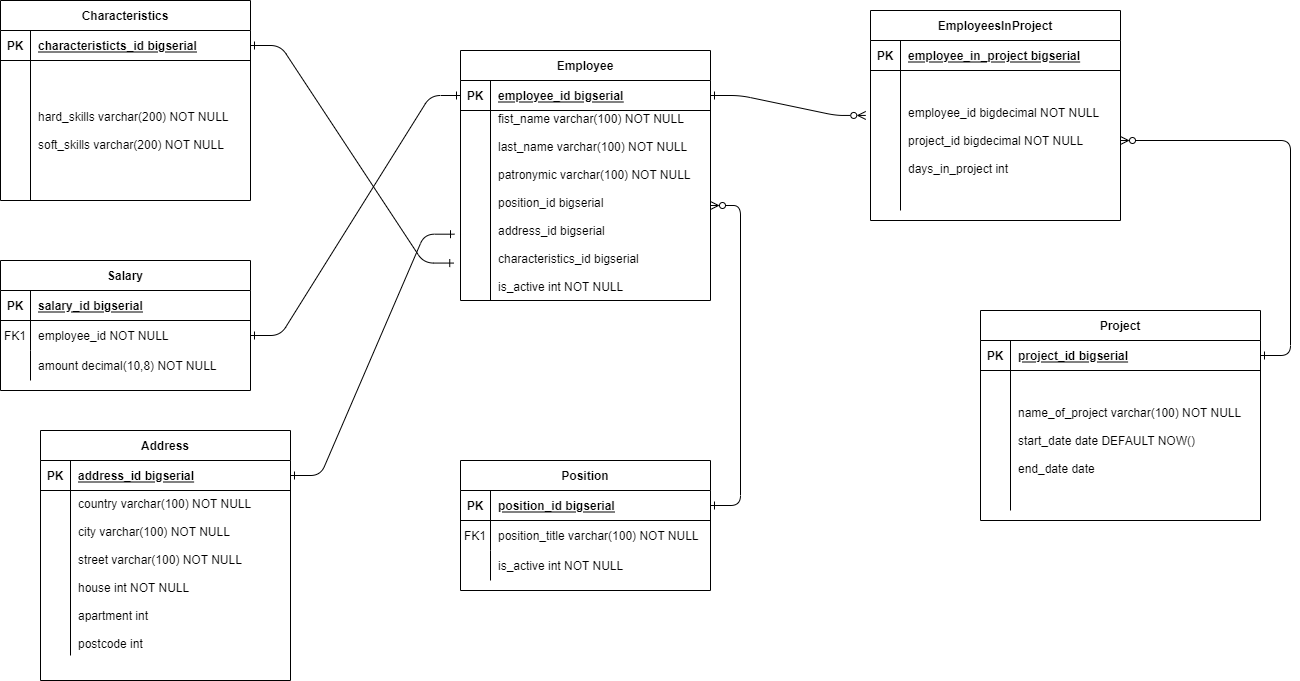 Characteristics
PK characteristicts_id bigserial
hard_skills varchar(200) NOT NULL
soft_skills varchar(200) NOT NULL
Salary
PK salary_id bigserial
FK1 employee_id NOT NULL
amount decimal(10,8) NOT NULL
Address
PK address_id bigserial
country varchar(100) NOT NULL
city varchar(100) NOT NULL
street varchar(100) NOT NULL
house int NOT NULL
apartment int
postcode int
Employee
PK employee_id bigserial
fist_name varchar(100) NOT NULL
last_name varchar(100) NOT NULL
patronymic varchar(100) NOT NULL
position_id bigserial
address_id bigserial
characteristics_id bigserial
is_active int NOT NULL
Position
PK position_id bigserial
FK1 position_title varchar(100) NOT NULL
is_active int NOT NULL
EmployeesInProject
PK employee_in_project bigserial
employee_id bigdecimal NOT NULL
project_id bigdecimal NOT NULL
days_in_project int
Project
PK project_id bigserial
name_of_project varchar(100) NOT NULL
start_date date DEFAULT NOW()
end_date date